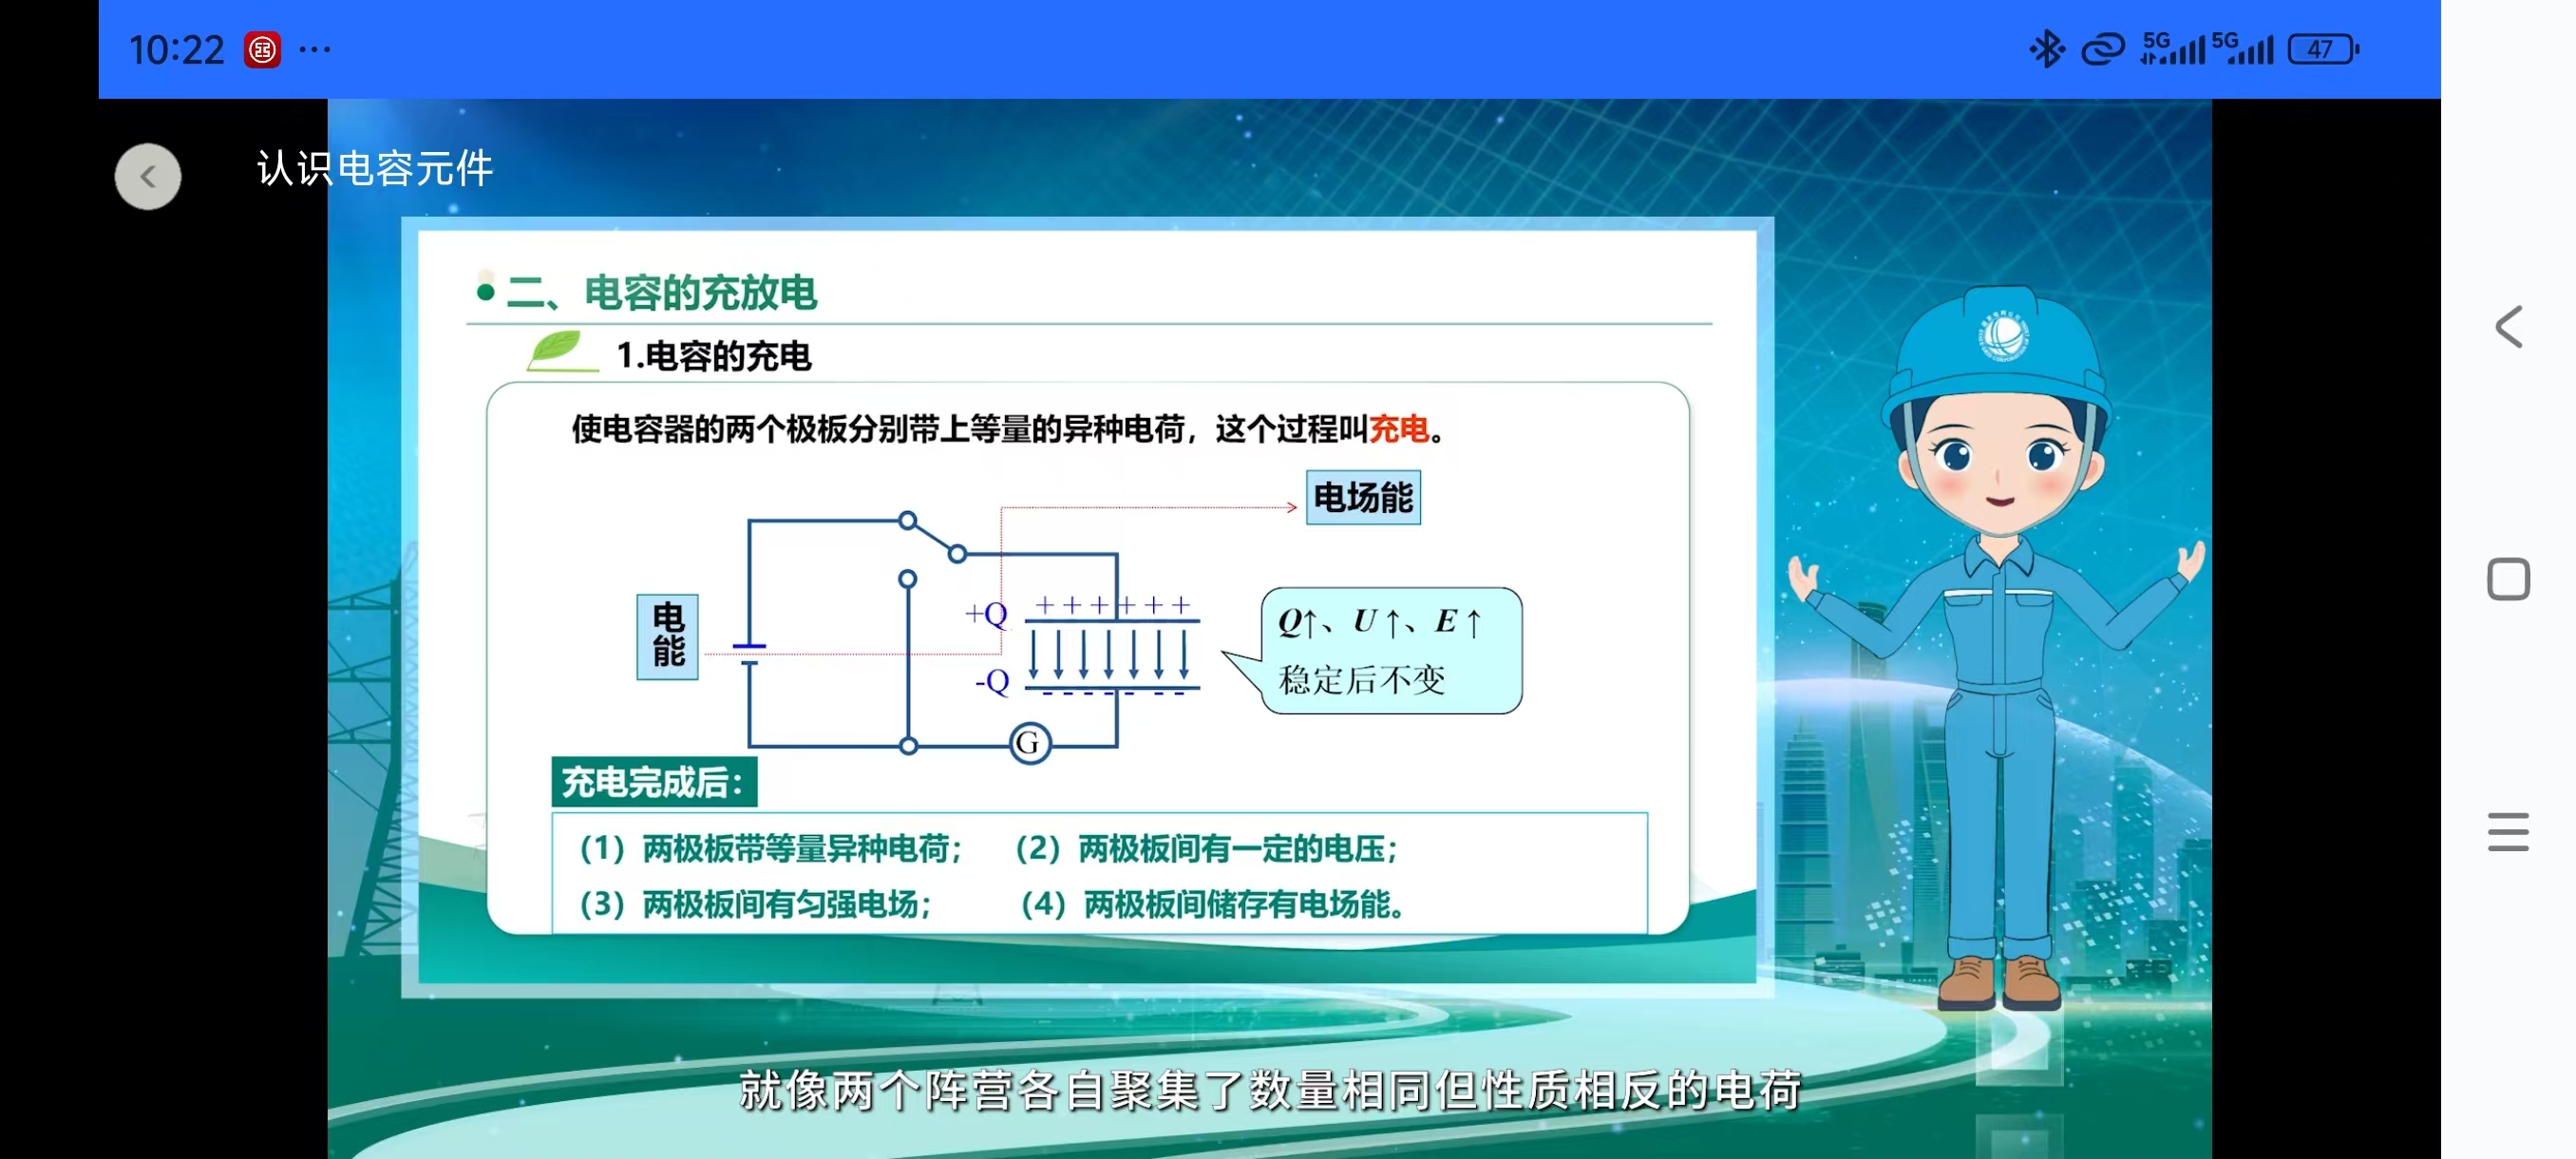 10:22
···
5G
5G
47
认识电容元件
二、电容的充放电
1.电容的充电
使电容器的两个极板分别带上等量的异种电荷，这个过程叫充电。
电场能
电能
+Q
+ + + + + +
-Q
- - - - - -
G
Q↑、U↑、E↑
稳定后不变
充电完成后：
（1）两极板带等量异种电荷；
（2）两极板间有一定的电压；
（3）两极板间有匀强电场；
（4）两极板间储存有电场能。
就像两个阵营各自聚集了数量相同但性质相反的电荷